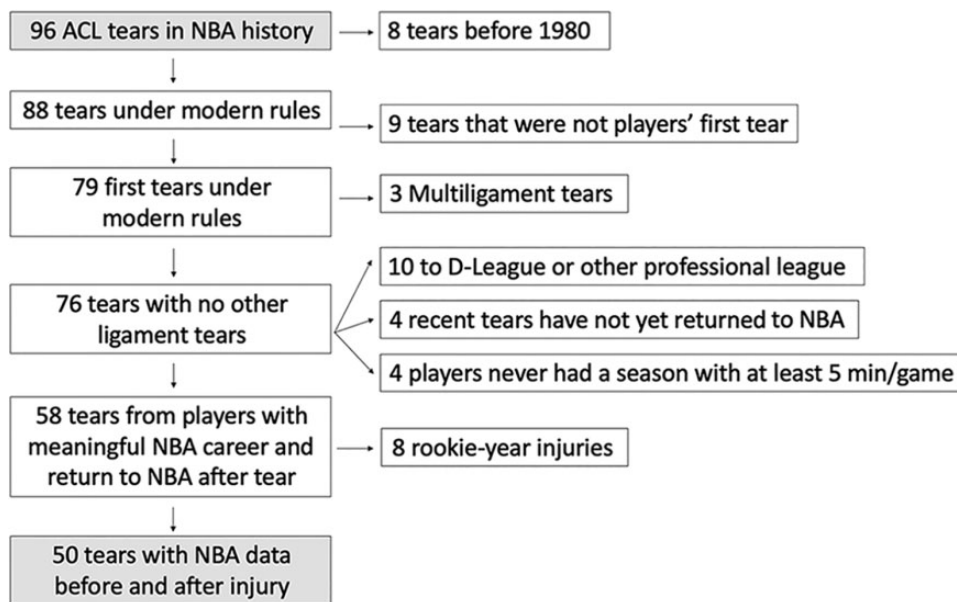 96 ACL tears in NBA history
8 tears before 1980
88 tears under modern rules
9 tears that were not players’ first tear
79 first tears under
modern rules
3 Multiligament tears
10 to D-League or other professional league
76 tears with no other
ligament tears
4 recent tears have not yet returned to NBA
4 players never had a season with at least 5 min/game
58 tears from players with
meaningful NBA career and
return to NBA after tear
8 rookie-year injuries
50 tears with NBA data
before and after injury